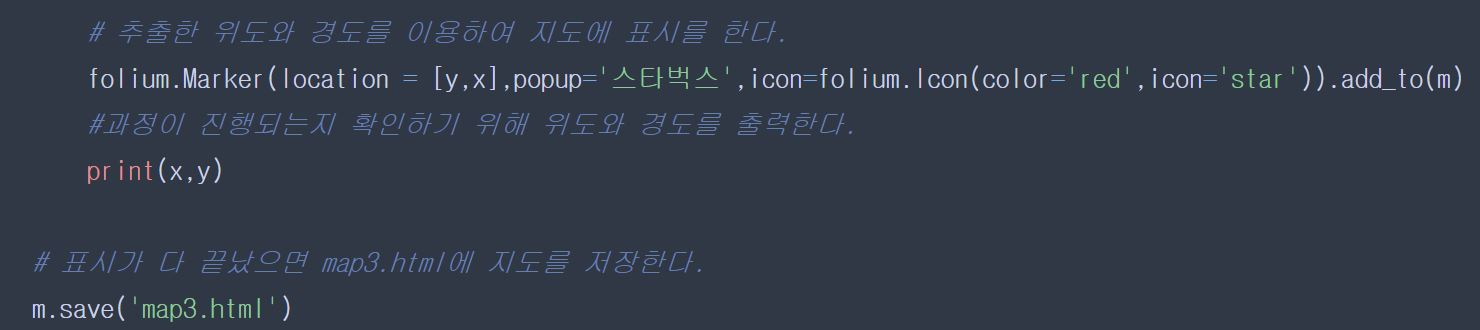 # 추출한 위도와 경도를 이용하여 지도에 표시를 한다.
folium.Marker(location = [y,x],popup='스타벅스',icon=folium.Icon(color='red',icon='star')).add_to(m)
#과정이 진행되는지 확인하기 위해 위도와 경도를 출력한다.
print(x,y)
# 표시가 다 끝났으면 map3.html에 지도를 저장한다.
m.save('map3.html')